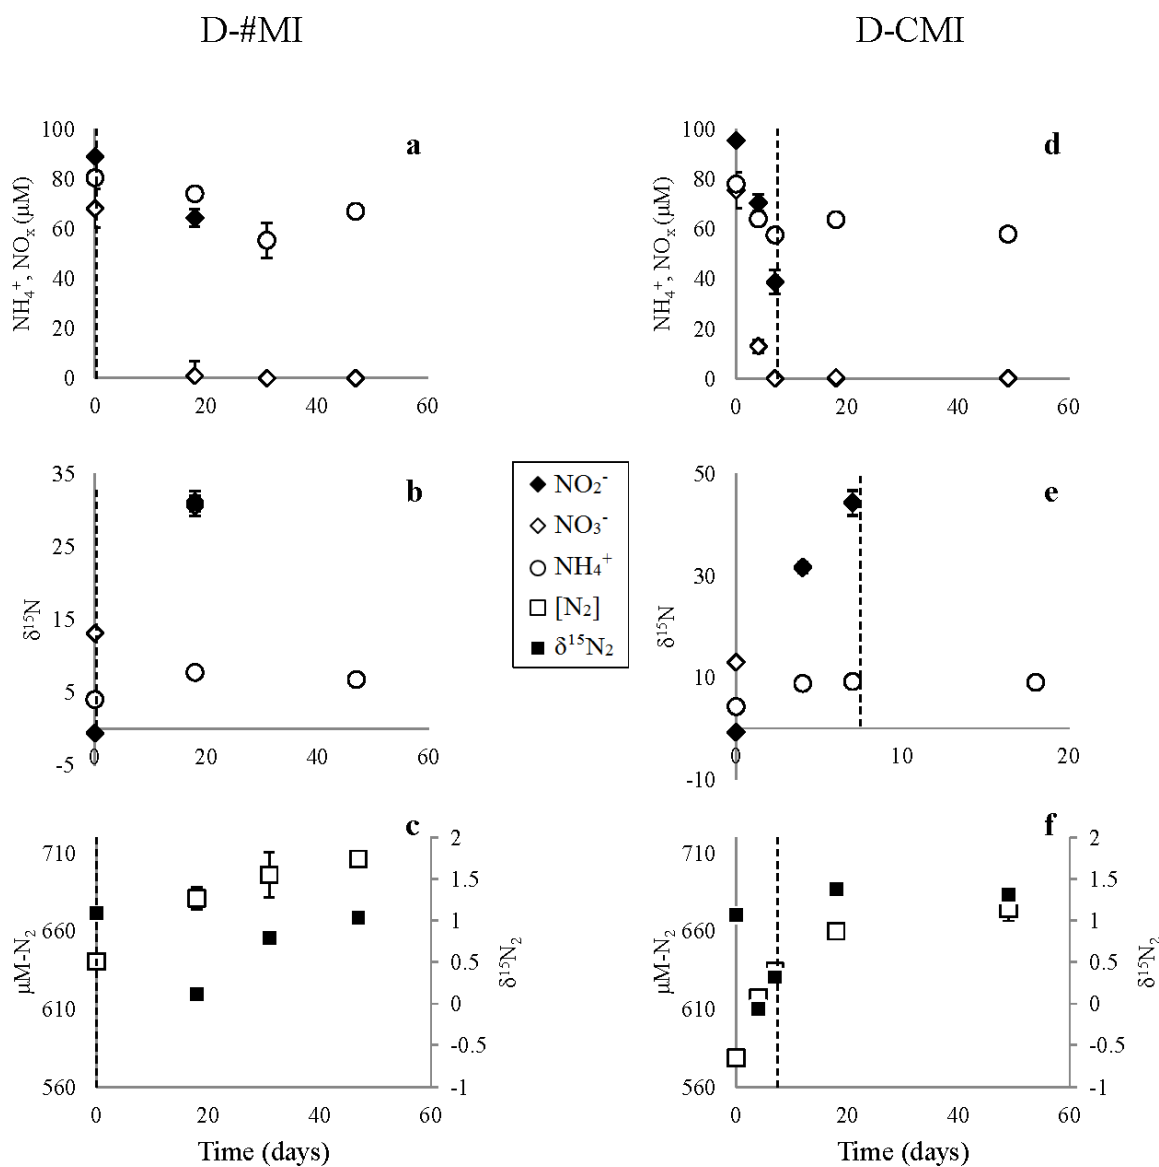 D-#MI
D-CMI
a
NH₄⁺, NOₓ (μM)
100
80
60
40
20
0
0 20 40 60
d
NH₄⁺, NOₓ (μM)
100
80
60
40
20
0
0 20 40 60
b
δ¹⁵N
35
25
15
5
-5
0 20 40 60
NO₂⁻
NO₃⁻
NH₄⁺
[N₂]
δ¹⁵N₂
e
δ¹⁵N
50
30
10
-10
0 10 20
c
μM-N₂
710
660
610
560
2
1.5
1
0.5
0
-0.5
-1
δ¹⁵N₂
0 20 40 60
Time (days)
f
μM-N₂
710
660
610
560
2
1.5
1
0.5
0
-0.5
-1
δ¹⁵N₂
0 20 40 60
Time (days)